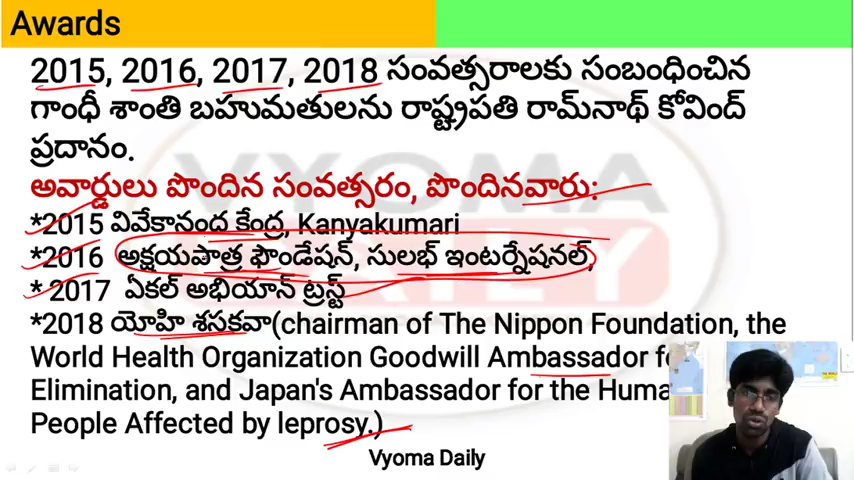 Awards
2015, 2016, 2017, 2018 సంవత్సరాలకు సంబంధించిన
గాంధీ శాంతి బహుమతులను రాష్ట్రపతి రామ్‌నాథ్ కోవింద్
ప్రదానం.
అవార్డులు పొందిన సంవత్సరం, పొందినవారు:
*2015 వివేకానంద కేంద్ర, Kanyakumari
*2016 అక్షయపాత్ర ఫౌండేషన్, సులభ్ ఇంటర్నేషనల్,
* 2017 ఏకల్ అభియాన్ ట్రస్ట్
*2018 యోహి శసకవా(chairman of The Nippon Foundation, the
World Health Organization Goodwill Ambassador
Elimination, and Japan's Ambassador for the
People Affected by leprosy.)
VYOMA
DAILY
Vyoma Daily